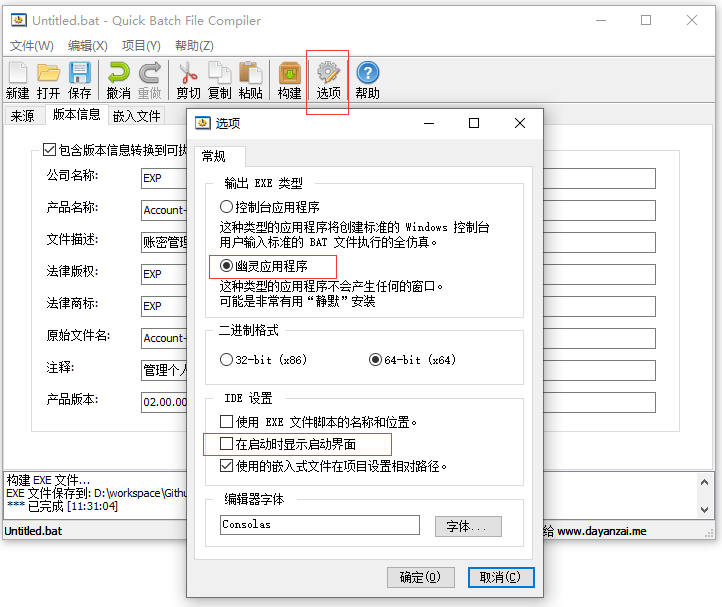 Untitled.bat - Quick Batch File Compiler
文件(W) 编辑(X) 项目(Y) 帮助(Z)
新建 打开 保存 撤消 重做 剪切 复制 粘贴 构建 选项 帮助
来源 版本信息 嵌入文件
包含版本信息转换到可执
公司名称: EXP
产品名称: Account-
文件描述: 账密管理
法律版权: EXP
法律商标: EXP
原始文件名: Account-
注释: 管理个人
产品版本: 02.00.00
选项
常规
输出 EXE 类型
控制台应用程序
这种类型的应用程序将创建标准的 Windows 控制台
用户输入标准的 BAT 文件执行的全仿真。
幽灵应用程序
这种类型的应用程序不会产生任何的窗口。
可能是非常有用“静默”安装
二进制格式
32-bit (x86) 64-bit (x64)
IDE 设置
使用 EXE 文件脚本的名称和位置。
在启动时显示启动界面
使用的嵌入式文件在项目设置相对路径。
编辑器字体
Consolas 字体...
确定(O) 取消(C)
构建 EXE 文件...
EXE 文件保存到: D:\workspace\Githu
*** 已完成 [11:31:04]
Untitled.bat
给 www.dayanzai.me